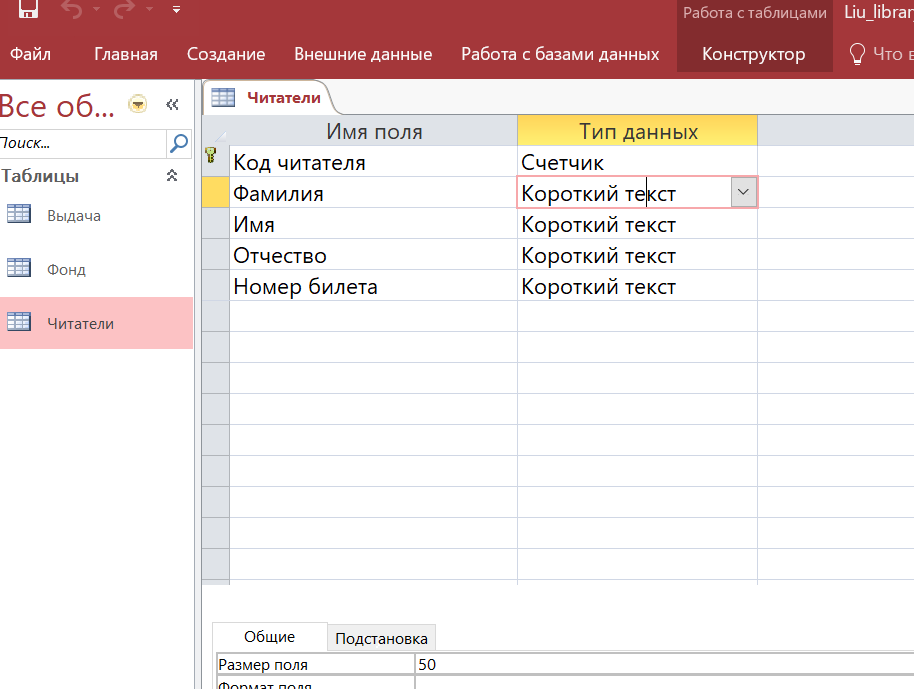 Работа с таблицами
Liu_library
Файл
Главная
Создание
Внешние данные
Работа с базами данных
Конструктор
Что в
Все об...
Поиск...
Таблицы
Выдача
Фонд
Читатели
Читатели
Имя поля Тип данных
Код читателя Счетчик
Фамилия Короткий текст
Имя Короткий текст
Отчество Короткий текст
Номер билета Короткий текст
Общие
Подстановка
Размер поля 50
Формат поля